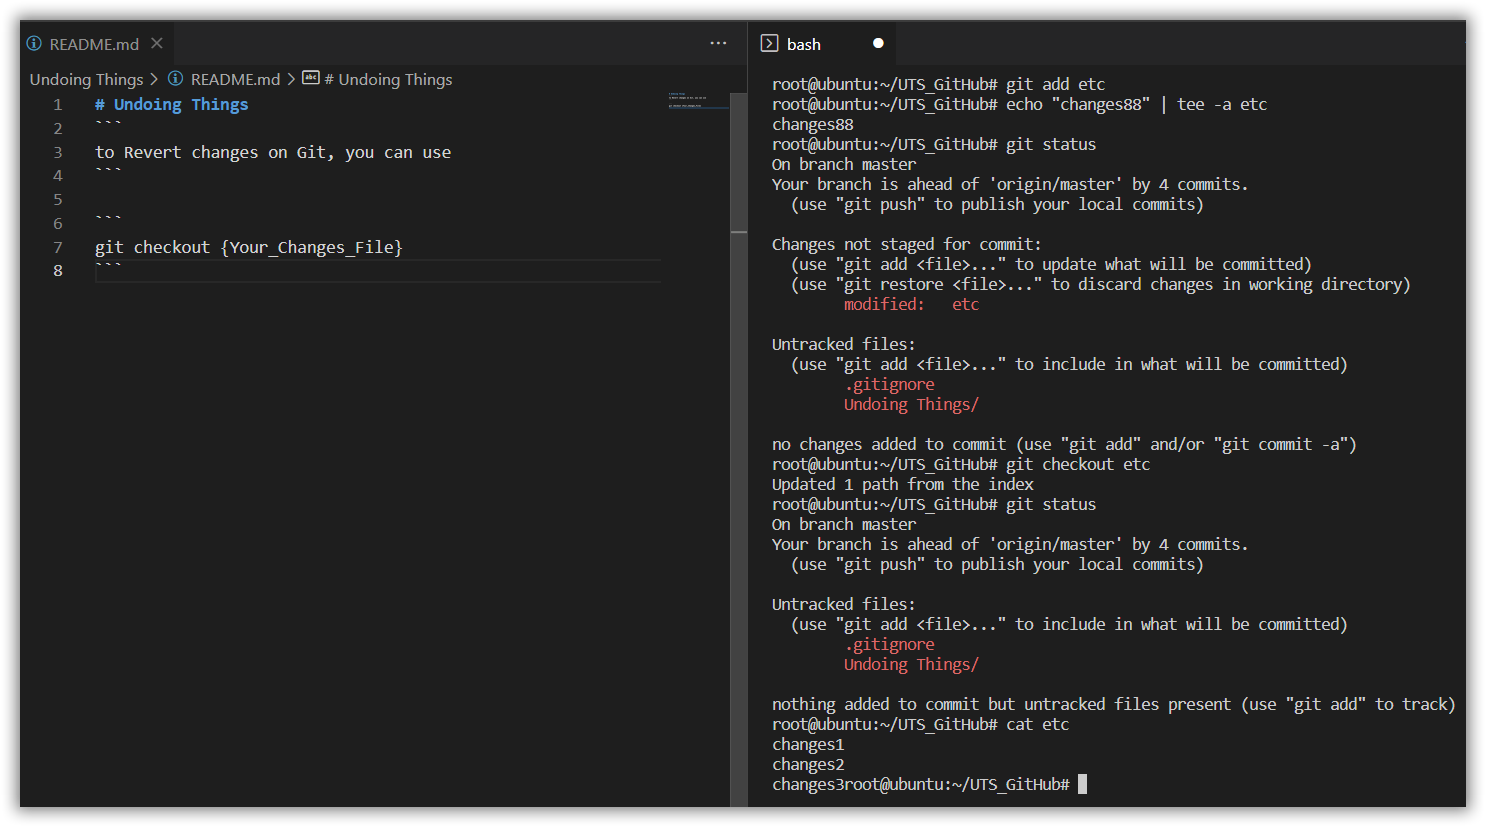 README.md
Undoing Things > README.md > # Undoing Things
1 # Undoing Things
2 ```
3 to Revert changes on Git, you can use
4 ```
5
6 ```
7 git checkout {Your_Changes_File}
8 ```
bash
root@ubuntu:~/UTS_GitHub# git add etc
root@ubuntu:~/UTS_GitHub# echo "changes88" | tee -a etc
changes88
root@ubuntu:~/UTS_GitHub# git status
On branch master
Your branch is ahead of 'origin/master' by 4 commits.
  (use "git push" to publish your local commits)

Changes not staged for commit:
  (use "git add <file>..." to update what will be committed)
  (use "git restore <file>..." to discard changes in working directory)
        modified:   etc

Untracked files:
  (use "git add <file>..." to include in what will be committed)
        .gitignore
        Undoing Things/

no changes added to commit (use "git add" and/or "git commit -a")
root@ubuntu:~/UTS_GitHub# git checkout etc
Updated 1 path from the index
root@ubuntu:~/UTS_GitHub# git status
On branch master
Your branch is ahead of 'origin/master' by 4 commits.
  (use "git push" to publish your local commits)

Untracked files:
  (use "git add <file>..." to include in what will be committed)
        .gitignore
        Undoing Things/

nothing added to commit but untracked files present (use "git add" to track)
root@ubuntu:~/UTS_GitHub# cat etc
changes1
changes2
changes3root@ubuntu:~/UTS_GitHub#